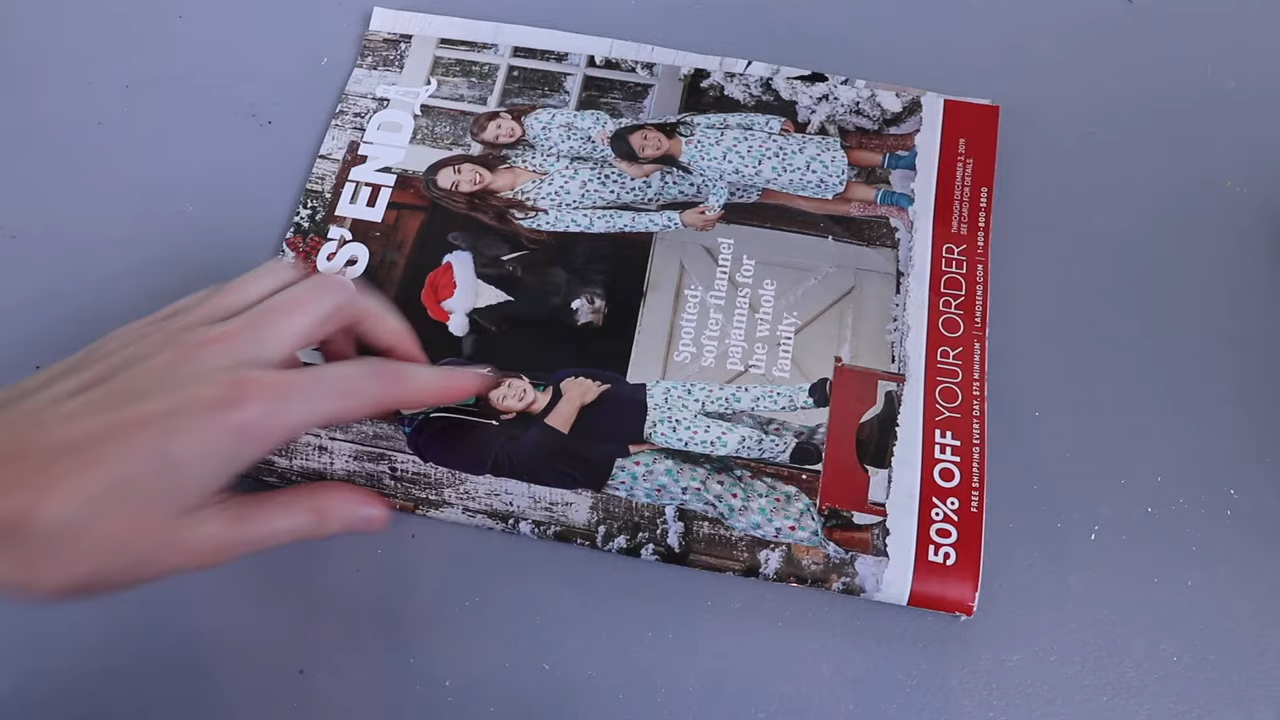 S' END
Spotted:
softer flannel
pajamas for
the whole
family.
50% OFF YOUR ORDER
THROUGH DECEMBER 3, 2019.
SEE CARD FOR DETAILS.
FREE SHIPPING EVERY DAY, $75 MINIMUM* | LANDSEND.COM | 1-800-800-5800